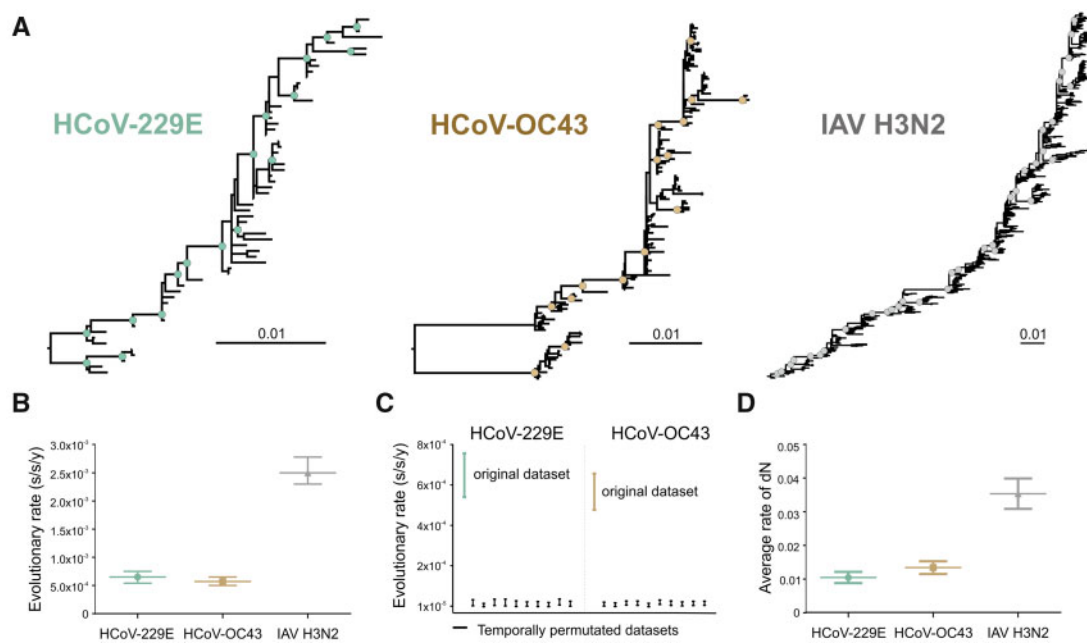 A
HCoV-229E
HCoV-OC43
IAV H3N2
0.01
0.01
0.01
B
Evolutionary rate (s/s/y)
3.0x10⁻³
2.5x10⁻³
2.0x10⁻³
1.5x10⁻³
1.0x10⁻³
5.0x10⁻⁴
0
HCoV-229E HCoV-OC43 IAV H3N2
C
HCoV-229E HCoV-OC43
Evolutionary rate (s/s/y)
8x10⁻⁴
6x10⁻⁴
4x10⁻⁴
2x10⁻⁴
1x10⁻⁵
original dataset
original dataset
Temporally permutated datasets
D
Average rate of dN
0.05
0.04
0.03
0.02
0.01
0
HCoV-229E HCoV-OC43 IAV H3N2